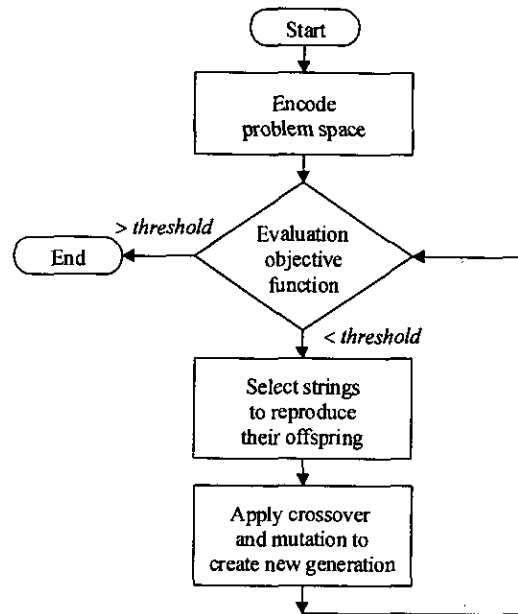 Start
Encode
problem space
> threshold
End
Evaluation
objective
function
< threshold
Select strings
to reproduce
their offspring
Apply crossover
and mutation to
create new generation